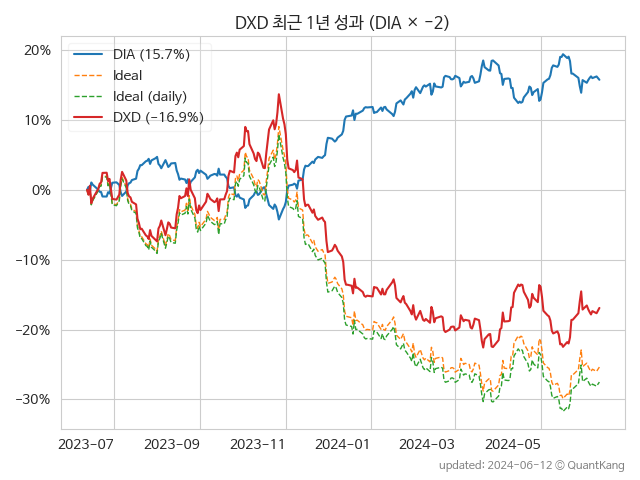 DXD 최근 1년 성과 (DIA × −2)
DIA (15.7%)
Ideal
Ideal (daily)
DXD (−16.9%)
20%
10%
0%
−10%
−20%
−30%
2023-07 2023-09 2023-11 2024-01 2024-03 2024-05
updated: 2024-06-12 © QuantKang